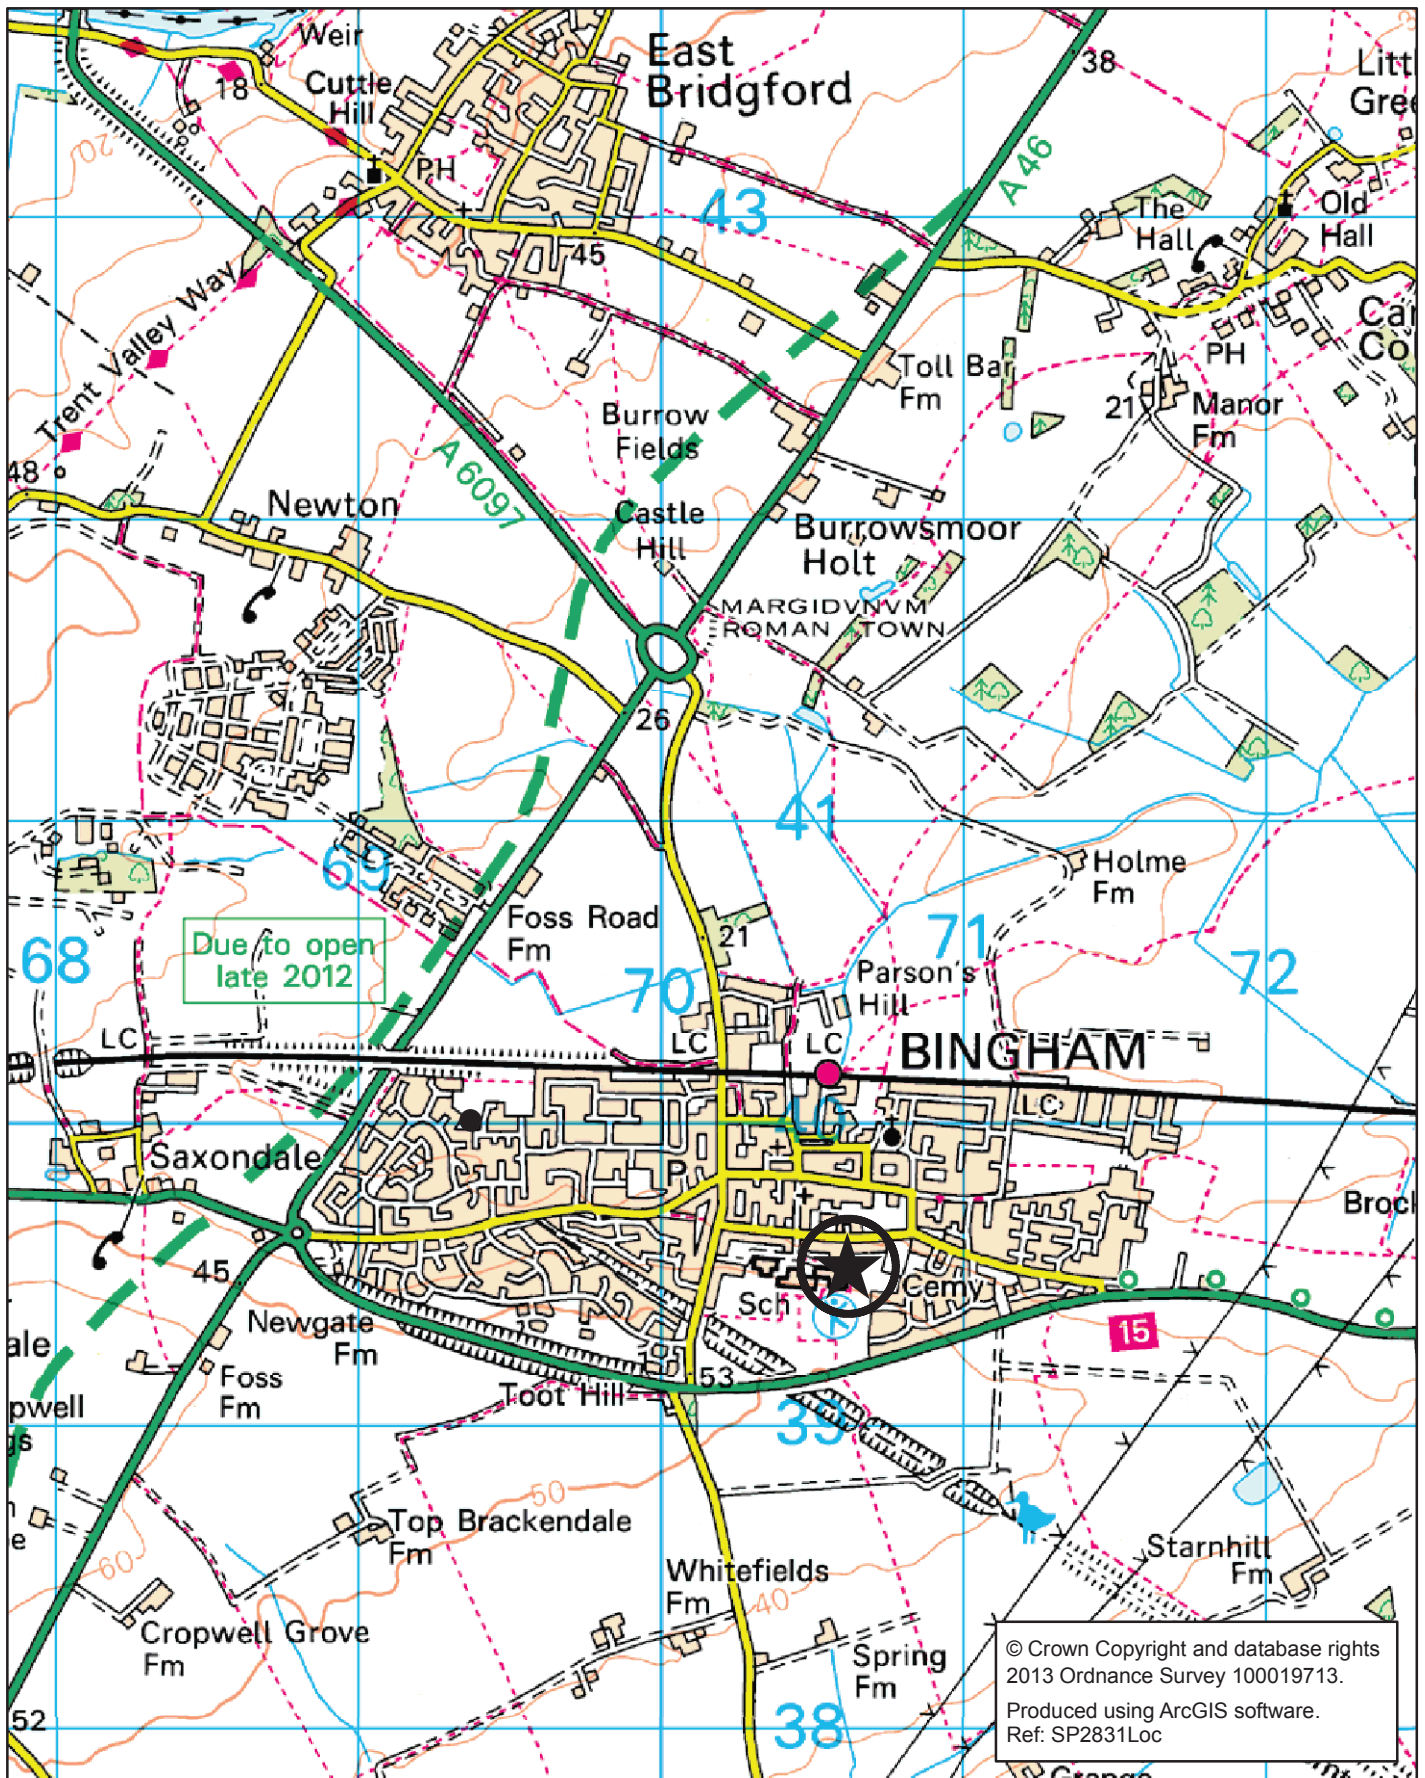 Weir
18
Cuttle
Hill
East
Bridgford
38
20
PH
43
A 46
The
Hall
Old
Hall
45
Trent Valley Way
PH
Toll Bar
Fm
21
Manor
Fm
Burrow
Fields
A 6097
48
Newton
Castle
Hill
Burrowsmoor
Holt
MARGIDVNVM
ROMAN TOWN
26
41
69
Holme
Fm
Foss Road
Fm
21
71
68
Due to open
late 2012
70
72
Parson's
Hill
LC
LC
LC
BINGHAM
LC
40
Saxondale
P
45
Sch
Cemy
Newgate
Fm
15
Foss
Fm
Toot Hill
53
39
50
Top Brackendale
Fm
60
Whitefields
Fm
40
Starnhill
Fm
Cropwell Grove
Fm
Spring
Fm
52
38
© Crown Copyright and database rights
2013 Ordnance Survey 100019713.
Produced using ArcGIS software.
Ref: SP2831Loc